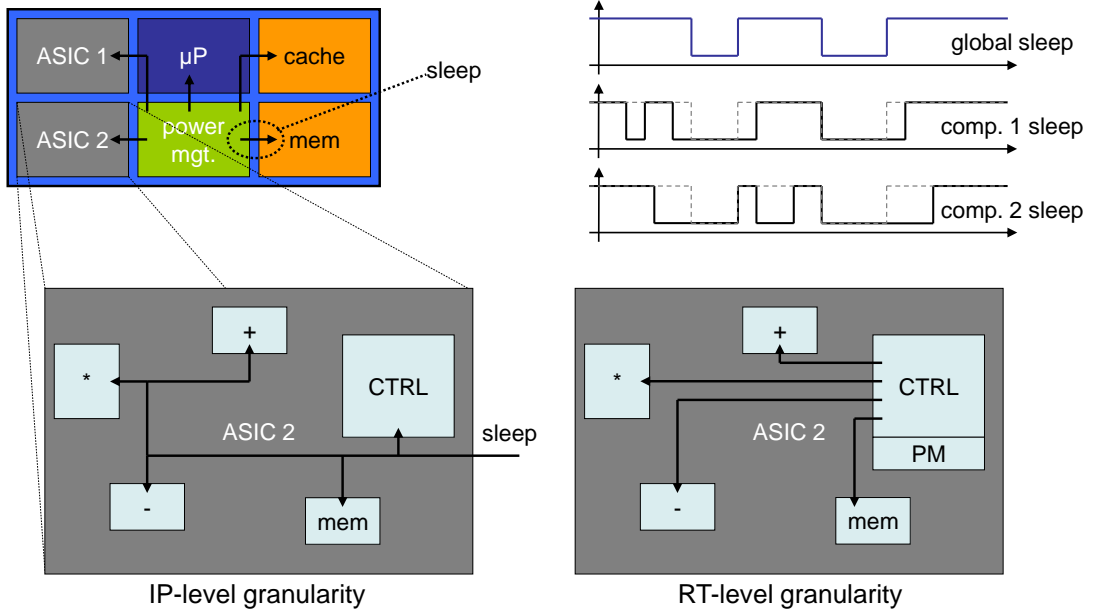 ASIC 1
µP
cache
sleep
ASIC 2
power
mgt.
mem
global sleep
comp. 1 sleep
comp. 2 sleep
+
*
CTRL
ASIC 2
sleep
-
mem
IP-level granularity
+
*
CTRL
ASIC 2
PM
-
mem
RT-level granularity